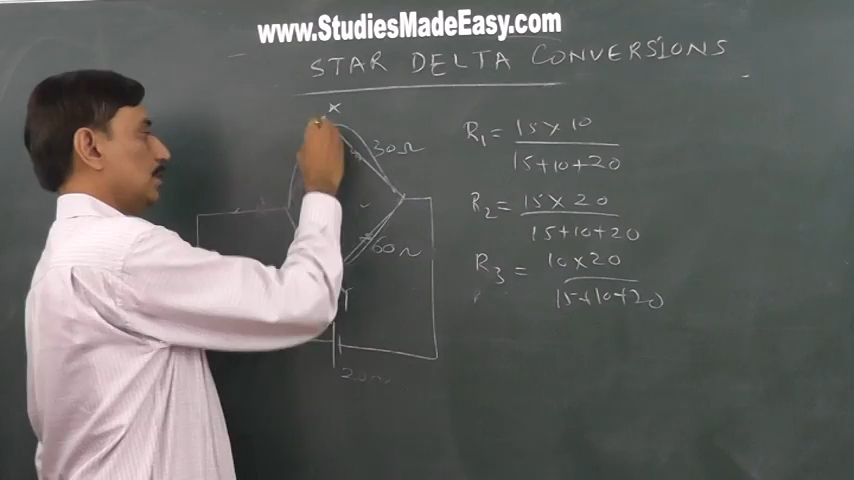 www.StudiesMadeEasy.com
STAR DELTA CONVERSIONS
X
30Ω
60Ω
Y
R1 = 15 x 10 / 15+10+20
R2 = 15 x 20 / 15+10+20
R3 = 10 x 20 / 15+10+20